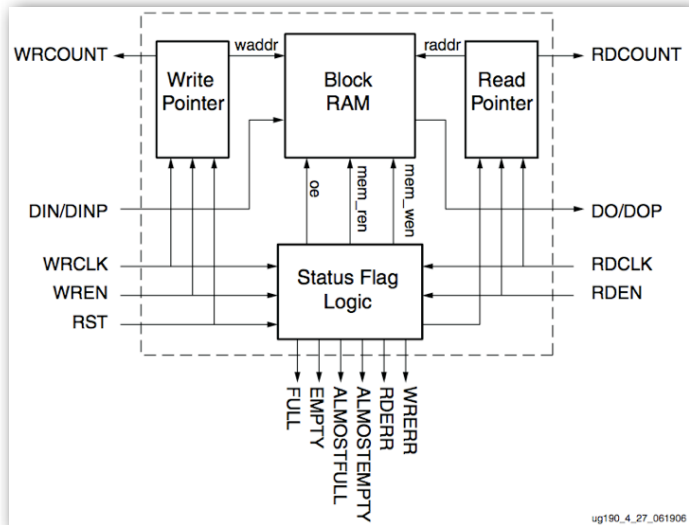 WRCOUNT
waddr
raddr
RDCOUNT
Write
Pointer
Block
RAM
Read
Pointer
oe
mem_ren
mem_wen
DIN/DINP
DO/DOP
WRCLK
RDCLK
Status Flag
Logic
WREN
RDEN
RST
FULL
EMPTY
ALMOSTFULL
ALMOSTEMPTY
RDERR
WRERR
ug190_4_27_061906